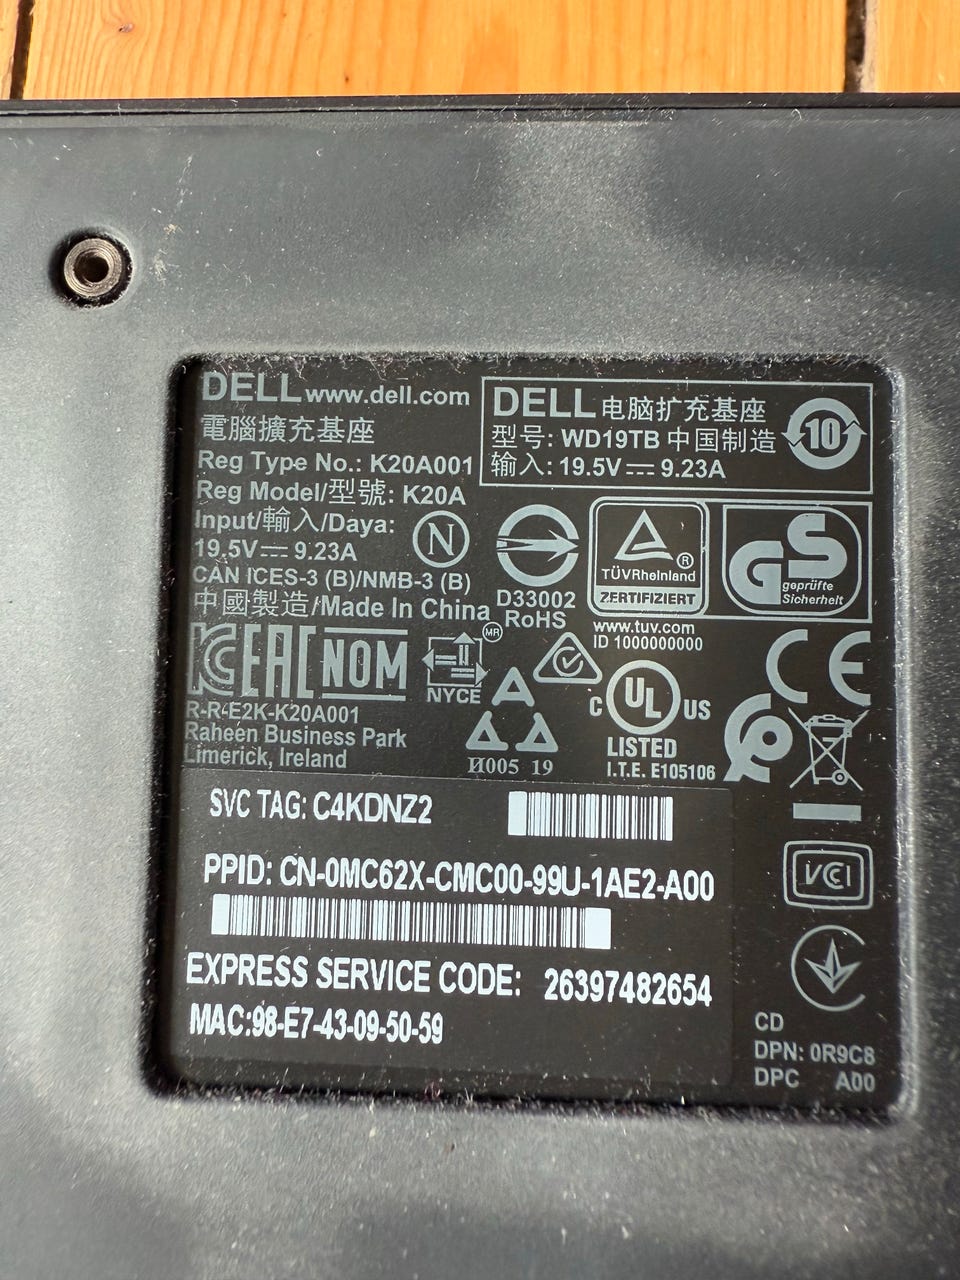 DELL www.dell.com
電腦擴充基座
Reg Type No.: K20A001
Reg Model/型號: K20A
Input/輸入/Daya:
19.5V⎓9.23A
CAN ICES-3 (B)/NMB-3 (B)
中國製造/Made In China
DELL 电脑扩充基座
型号: WD19TB 中国制造
输入: 19.5V⎓9.23A
10
N
D33002
RoHS
TÜVRheinland ®
ZERTIFIZIERT
www.tuv.com
ID 1000000000
GS
geprüfte
Sicherheit
EAC
NOM
NYCE
MR
R-R-E2K-K20A001
Raheen Business Park
Limerick, Ireland
И005 19
C UL US
LISTED
I.T.E. E105106
CE
SVC TAG: C4KDNZ2
PPID: CN-0MC62X-CMC00-99U-1AE2-A00
EXPRESS SERVICE CODE: 26397482654
MAC:98-E7-43-09-50-59
VCCI
CD
DPN: 0R9C8
DPC A00